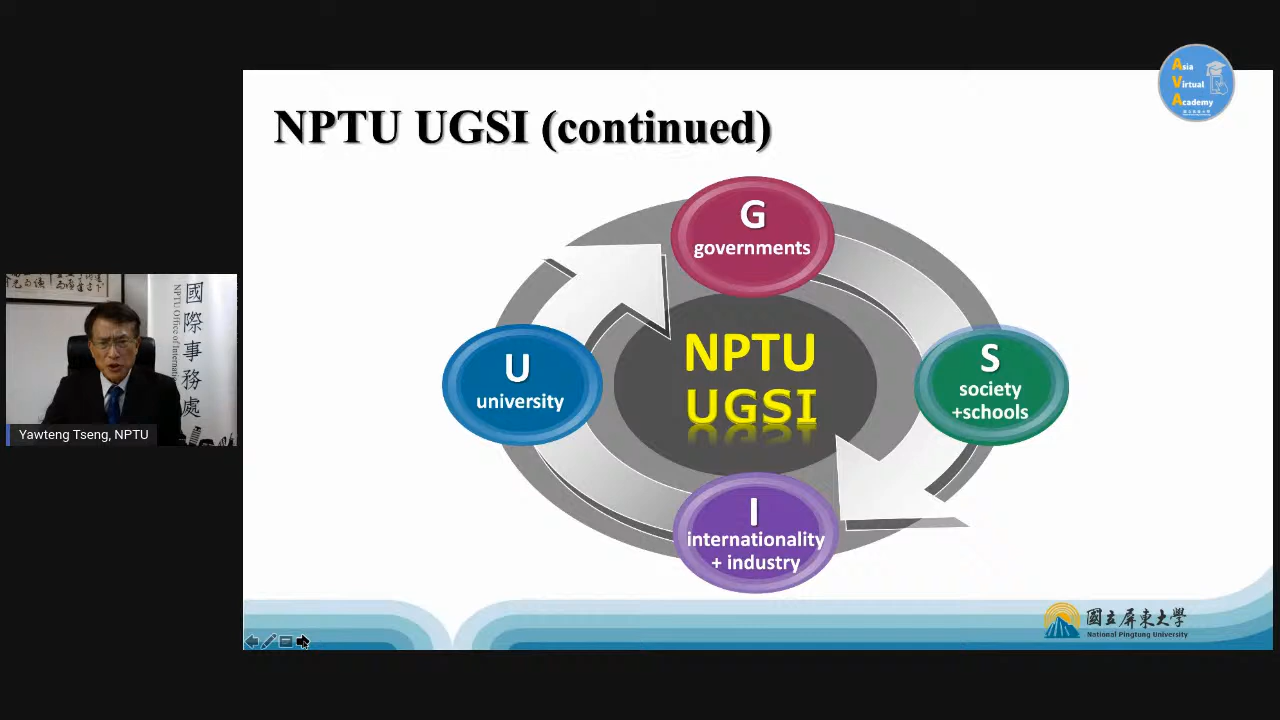 NPTU UGSI (continued)
Asia
Virtual
Academy
G
governments
U
university
NPTU
UGSI
S
society
+schools
I
internationality
+ industry
國際事務處
NPTU Office of Internati
Yawteng Tseng, NPTU
國立屏東大學
National Pingtung University